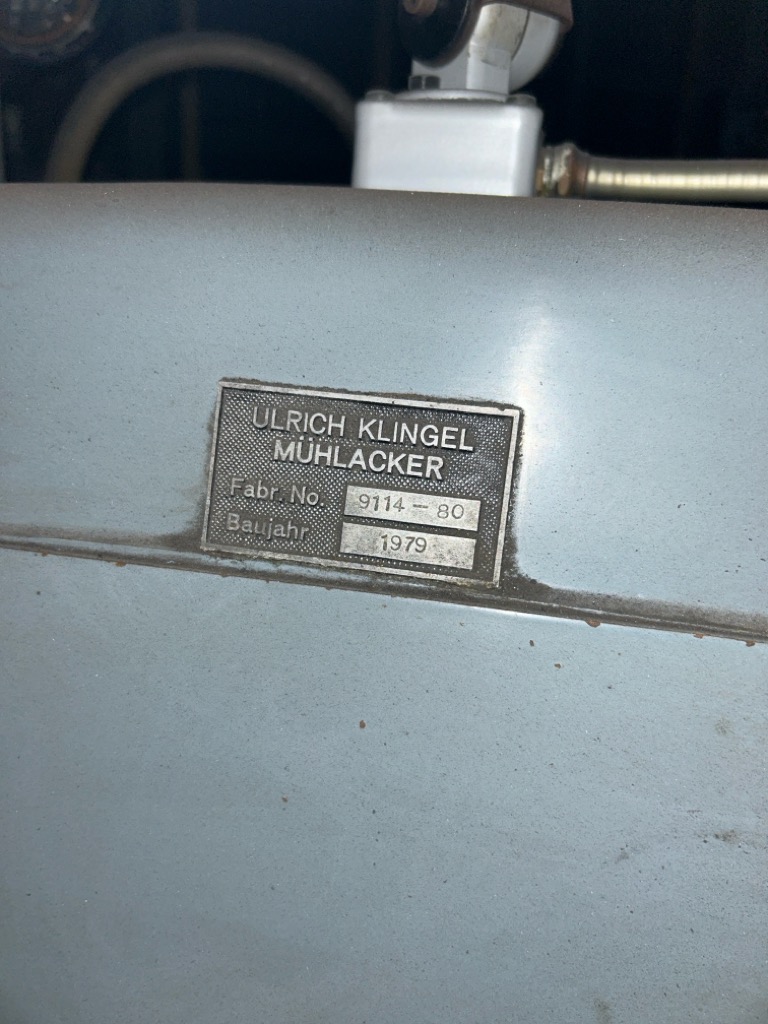 ULRICH KLINGEL
MÜHLACKER
Fabr. No. 9114-80
Baujahr 1979